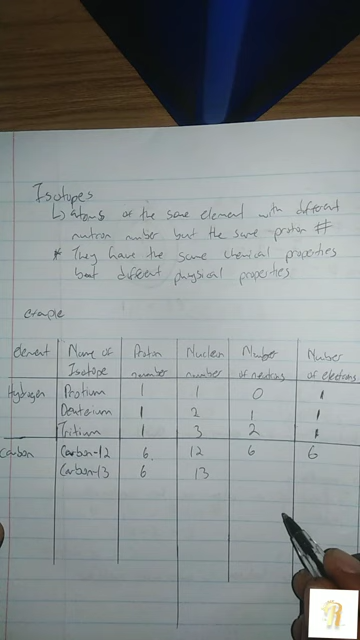 Isotopes
↳ atoms of the same element with different
nutron number but the same proton #
* They have the same chemical properties
but different physical properties
example
element | Name of Isotope | Proton number | Nucleon number | Number of neutrons | Number of electrons
Hydrogen | Protium | 1 | 1 | 0 | 1
Deuterium | 1 | 2 | 1 | 1
Tritium | 1 | 3 | 2 | 1
Carbon | Carbon-12 | 6 | 12 | 6 | 6
Carbon-13 | 6 | 13